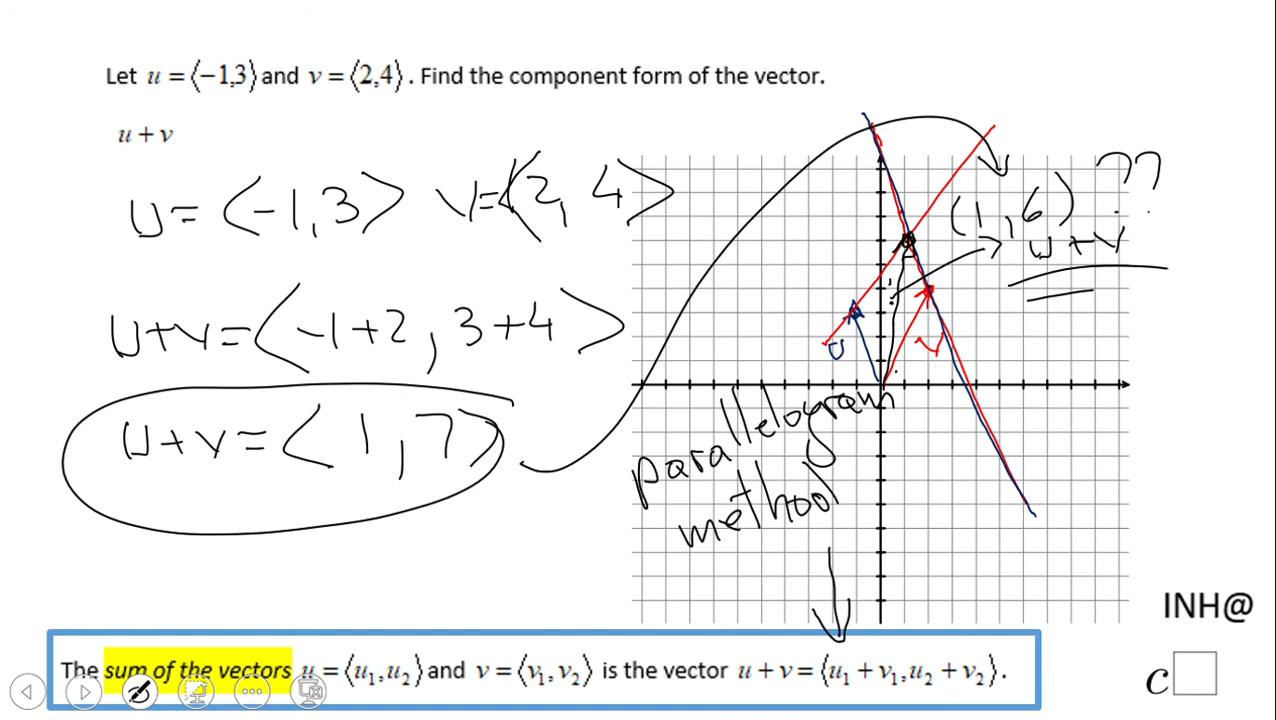 Let u = ⟨−1,3⟩ and v = ⟨2,4⟩ . Find the component form of the vector.
u + v
u = <-1, 3> v = <2, 4>
u+v = <-1+2, 3+4>
u+v = <1, 7>
(1, 6) ??
u+v
u
v
parallelogram
method
INH@
The sum of the vectors u = ⟨u₁,u₂⟩ and v = ⟨v₁,v₂⟩ is the vector u + v = ⟨u₁ + v₁,u₂ + v₂⟩.
c